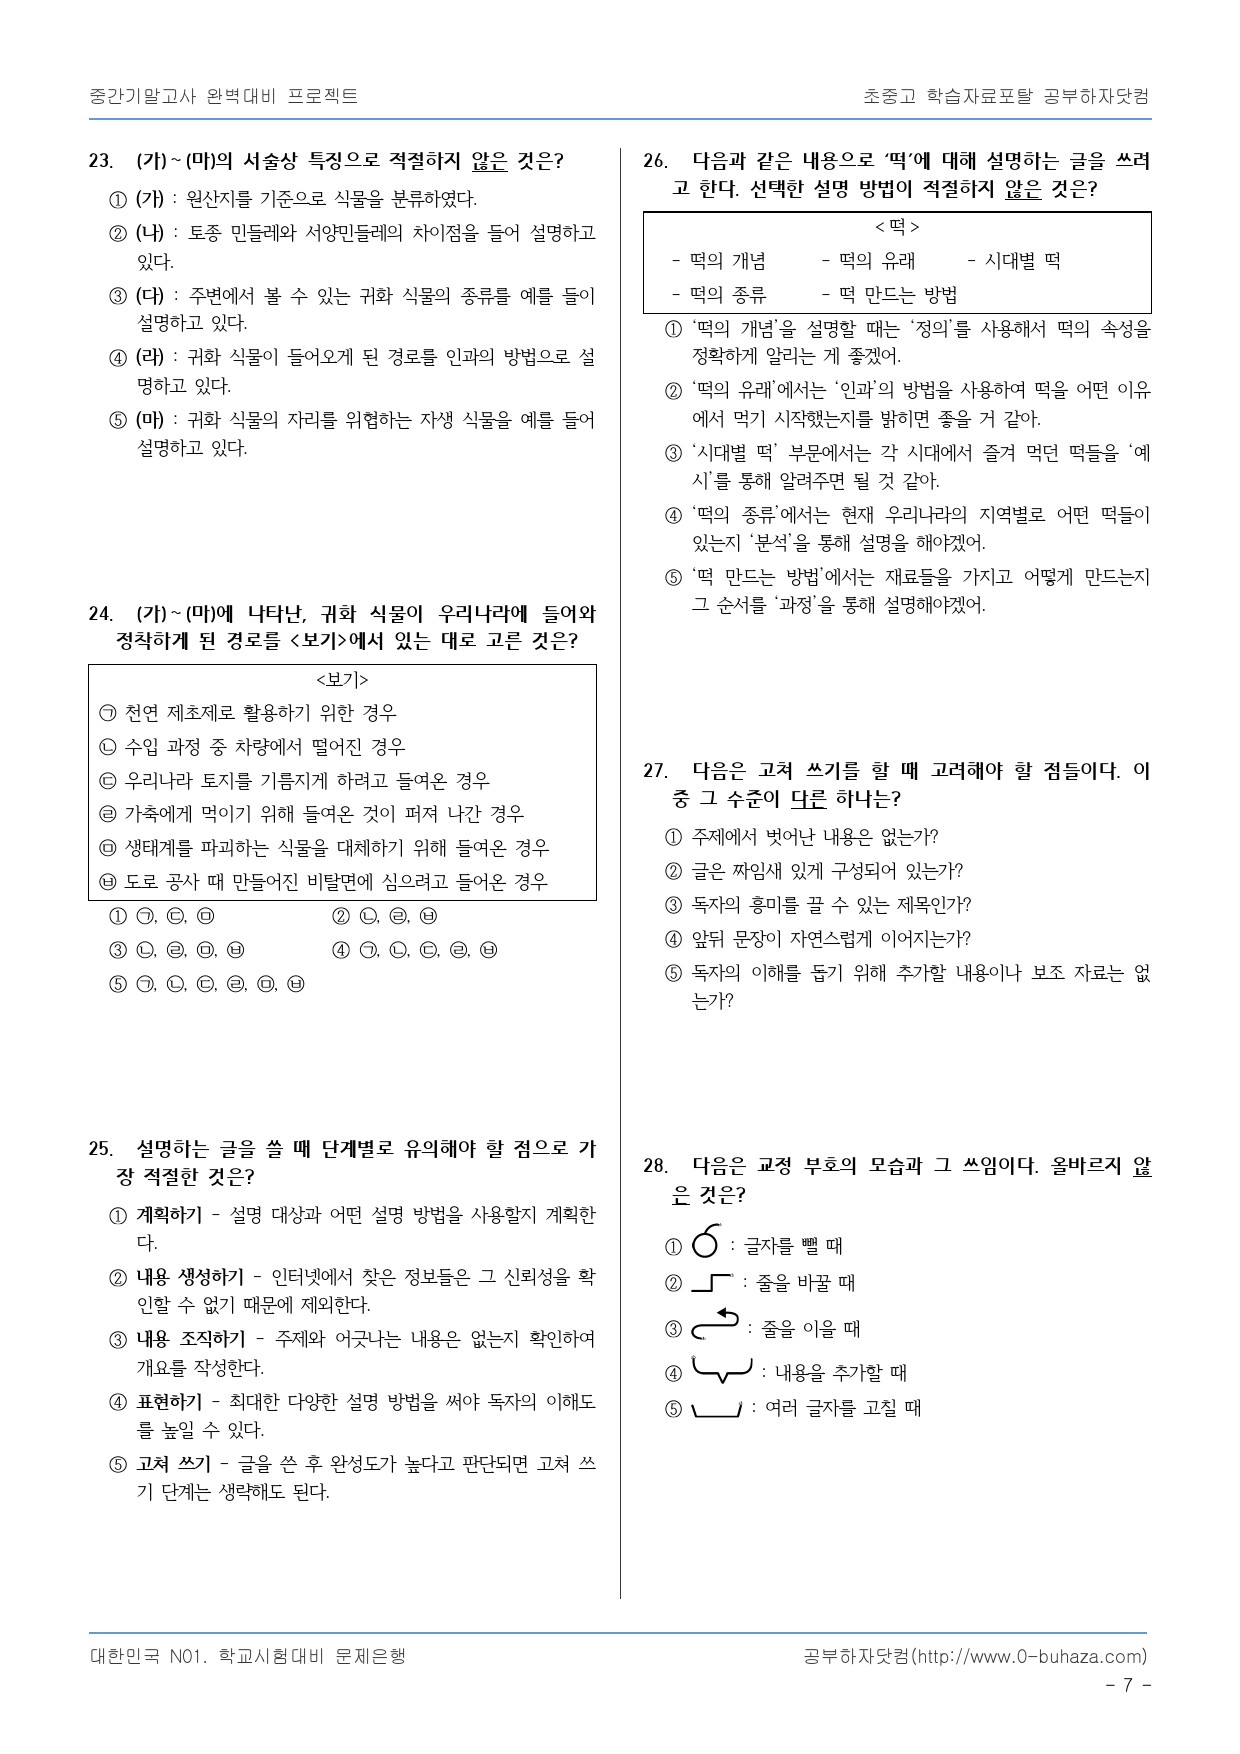 중간기말고사 완벽대비 프로젝트
초중고 학습자료포탈 공부하자닷컴
23. (가)~(마)의 서술상 특징으로 적절하지 않은 것은?
① (가) : 원산지를 기준으로 식물을 분류하였다.
② (나) : 토종 민들레와 서양민들레의 차이점을 들어 설명하고
있다.
③ (다) : 주변에서 볼 수 있는 귀화 식물의 종류를 예를 들이
설명하고 있다.
④ (라) : 귀화 식물이 들어오게 된 경로를 인과의 방법으로 설
명하고 있다.
⑤ (마) : 귀화 식물의 자리를 위협하는 자생 식물을 예를 들어
설명하고 있다.
24. (가)~(마)에 나타난, 귀화 식물이 우리나라에 들어와
정착하게 된 경로를 <보기>에서 있는 대로 고른 것은?
<보기>
㉠ 천연 제초제로 활용하기 위한 경우
㉡ 수입 과정 중 차량에서 떨어진 경우
㉢ 우리나라 토지를 기름지게 하려고 들여온 경우
㉣ 가축에게 먹이기 위해 들여온 것이 퍼져 나간 경우
㉤ 생태계를 파괴하는 식물을 대체하기 위해 들여온 경우
㉥ 도로 공사 때 만들어진 비탈면에 심으려고 들어온 경우
① ㉠, ㉢, ㉤ ② ㉡, ㉣, ㉥
③ ㉡, ㉣, ㉤, ㉥ ④ ㉠, ㉡, ㉢, ㉣, ㉥
⑤ ㉠, ㉡, ㉢, ㉣, ㉤, ㉥
25. 설명하는 글을 쓸 때 단계별로 유의해야 할 점으로 가
장 적절한 것은?
① 계획하기 - 설명 대상과 어떤 설명 방법을 사용할지 계획한
다.
② 내용 생성하기 - 인터넷에서 찾은 정보들은 그 신뢰성을 확
인할 수 없기 때문에 제외한다.
③ 내용 조직하기 - 주제와 어긋나는 내용은 없는지 확인하여
개요를 작성한다.
④ 표현하기 - 최대한 다양한 설명 방법을 써야 독자의 이해도
를 높일 수 있다.
⑤ 고쳐 쓰기 - 글을 쓴 후 완성도가 높다고 판단되면 고쳐 쓰
기 단계는 생략해도 된다.
26. 다음과 같은 내용으로 ‘떡’에 대해 설명하는 글을 쓰려
고 한다. 선택한 설명 방법이 적절하지 않은 것은?
<떡>
- 떡의 개념 - 떡의 유래 - 시대별 떡
- 떡의 종류 - 떡 만드는 방법
① ‘떡의 개념’을 설명할 때는 ‘정의’를 사용해서 떡의 속성을
정확하게 알리는 게 좋겠어.
② ‘떡의 유래’에서는 ‘인과’의 방법을 사용하여 떡을 어떤 이유
에서 먹기 시작했는지를 밝히면 좋을 거 같아.
③ ‘시대별 떡’ 부문에서는 각 시대에서 즐겨 먹던 떡들을 ‘예
시’를 통해 알려주면 될 것 같아.
④ ‘떡의 종류’에서는 현재 우리나라의 지역별로 어떤 떡들이
있는지 ‘분석’을 통해 설명을 해야겠어.
⑤ ‘떡 만드는 방법’에서는 재료들을 가지고 어떻게 만드는지
그 순서를 ‘과정’을 통해 설명해야겠어.
27. 다음은 고쳐 쓰기를 할 때 고려해야 할 점들이다. 이
중 그 수준이 다른 하나는?
① 주제에서 벗어난 내용은 없는가?
② 글은 짜임새 있게 구성되어 있는가?
③ 독자의 흥미를 끌 수 있는 제목인가?
④ 앞뒤 문장이 자연스럽게 이어지는가?
⑤ 독자의 이해를 돕기 위해 추가할 내용이나 보조 자료는 없
는가?
28. 다음은 교정 부호의 모습과 그 쓰임이다. 올바르지 않
은 것은?
① : 글자를 뺄 때
② : 줄을 바꿀 때
③ : 줄을 이을 때
④ : 내용을 추가할 때
⑤ : 여러 글자를 고칠 때
대한민국 N01. 학교시험대비 문제은행
공부하자닷컴(http://www.0-buhaza.com)
- 7 -